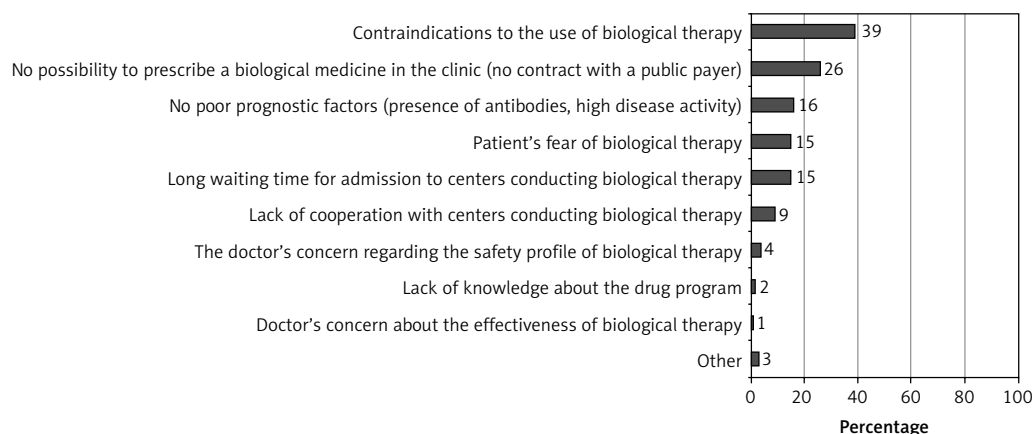 Contraindications to the use of biological therapy 39
No possibility to prescribe a biological medicine in the clinic (no contract with a public payer) 26
No poor prognostic factors (presence of antibodies, high disease activity) 16
Patient's fear of biological therapy 15
Long waiting time for admission to centers conducting biological therapy 15
Lack of cooperation with centers conducting biological therapy 9
The doctor's concern regarding the safety profile of biological therapy 4
Lack of knowledge about the drug program 2
Doctor's concern about the effectiveness of biological therapy 1
Other 3
0 20 40 60 80 100
Percentage